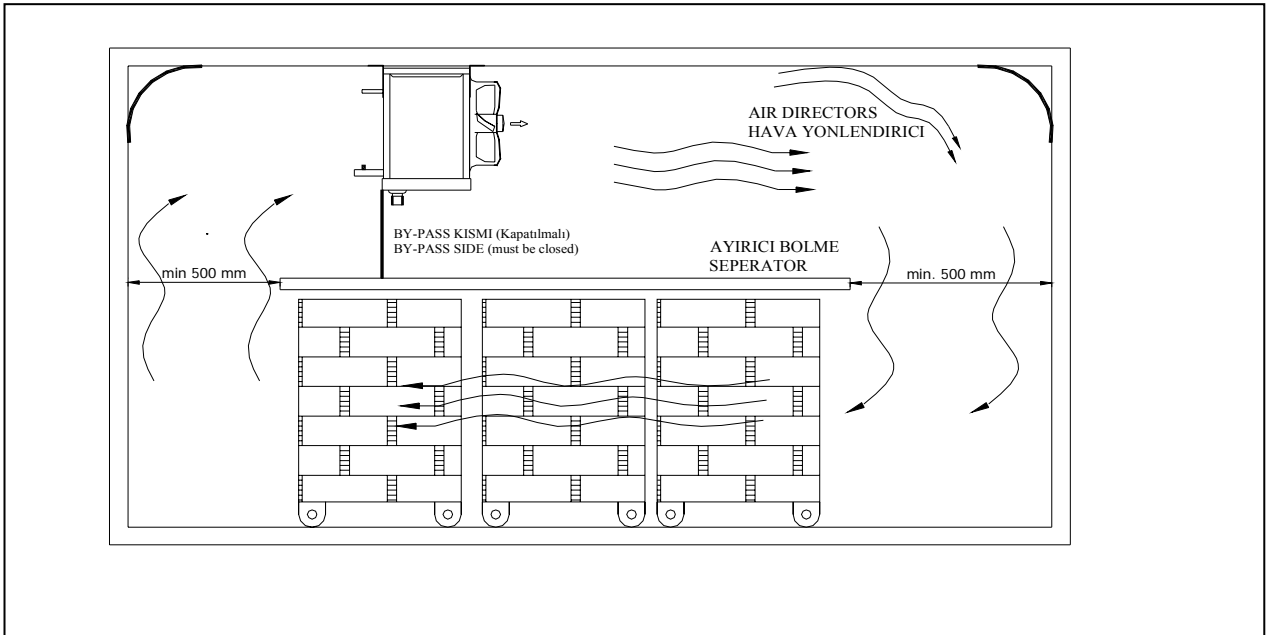 AIR DIRECTORS
HAVA YONLENDIRICI
BY-PASS KISMI (Kapatılmalı)
BY-PASS SIDE (must be closed)
AYIRICI BOLME
SEPERATOR
min 500 mm
min. 500 mm